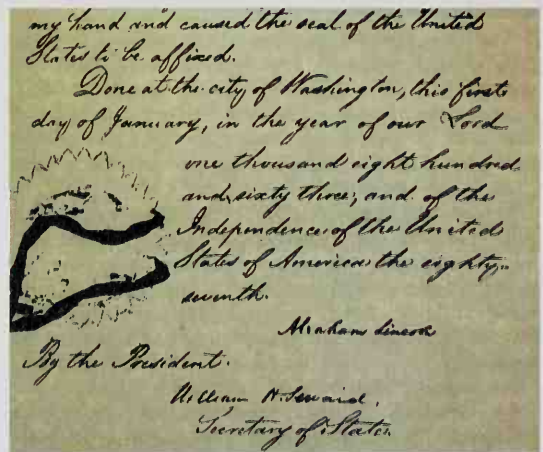 my hand and caused the seal of the United
States to be affixed.
Done at the city of Washington, this first
day of January, in the year of our Lord
one thousand eight hundred
and sixty three, and of the
Independence of the United
States of America the eighty-
seventh.
Abraham Lincoln
By the President.
William H. Seward,
Secretary of State.